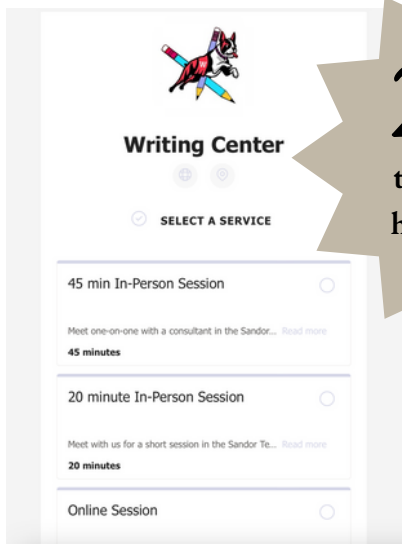 Writing Center
SELECT A SERVICE
45 min In-Person Session
Meet one-on-one with a consultant in the Sandor... Read more
45 minutes
20 minute In-Person Session
Meet with us for a short session in the Sandor Te... Read more
20 minutes
Online Session